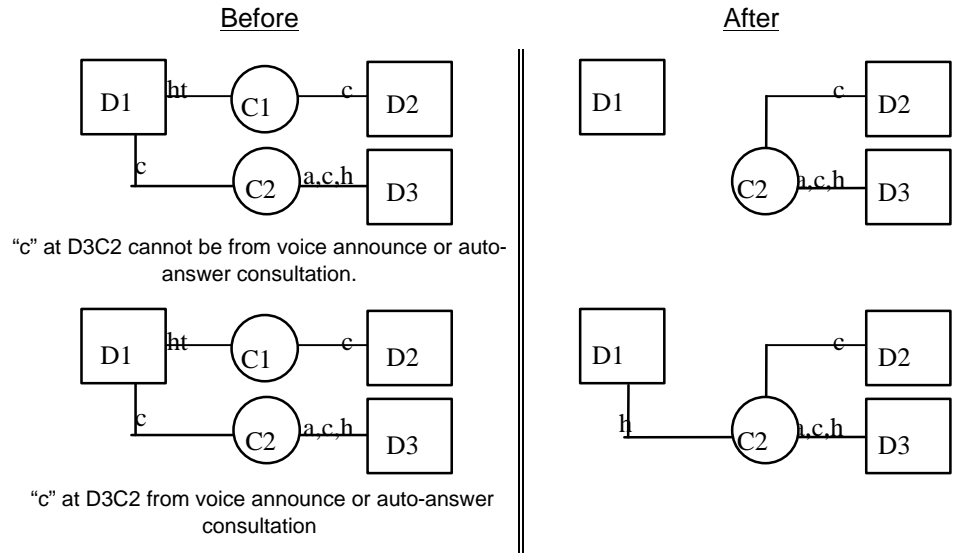 Before
After
D1
ht
C1
c
D2
c
C2
a,c,h
D3
D1
c
D2
C2
a,c,h
D3
“c” at D3C2 cannot be from voice announce or auto-
answer consultation.
D1
ht
C1
c
D2
c
C2
a,c,h
D3
D1
c
D2
h
C2
a,c,h
D3
“c” at D3C2 from voice announce or auto-answer
consultation